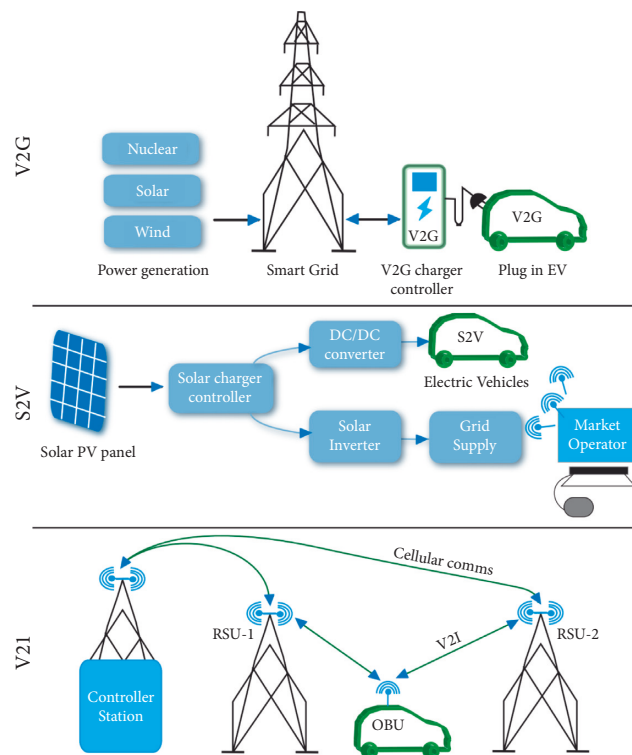 V2G
Nuclear
Solar
Wind
Power generation
Smart Grid
V2G
V2G charger
controller
V2G
Plug in EV
S2V
Solar PV panel
Solar charger
controller
DC/DC
converter
S2V
Electric Vehicles
Solar
Inverter
Grid
Supply
Market
Operator
V21
Cellular comms
RSU-1
V2I
RSU-2
Controller
Station
OBU